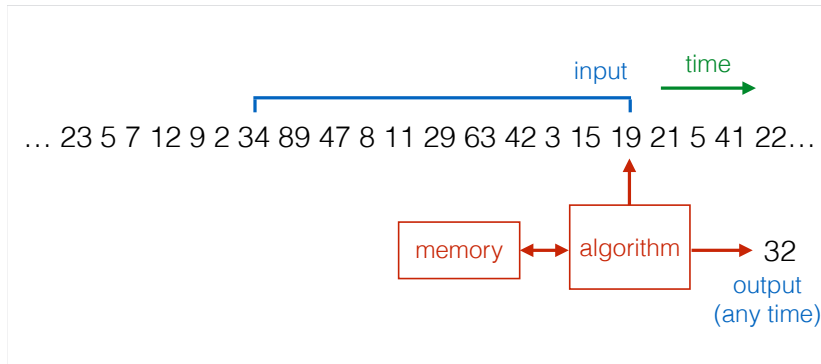 input time
… 23 5 7 12 9 2 34 89 47 8 11 29 63 42 3 15 19 21 5 41 22…
memory algorithm 32
output
(any time)